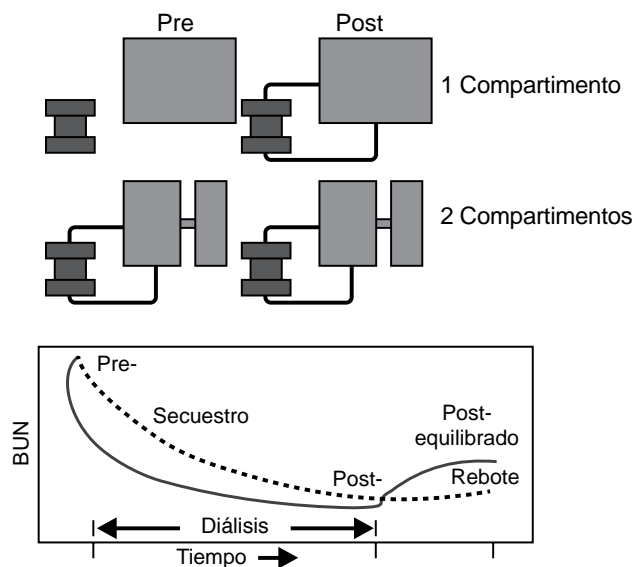 Pre
Post
1 Compartimento
2 Compartimentos
BUN
Pre-
Secuestro
Post-
Post-
equilibrado
Rebote
Diálisis
Tiempo